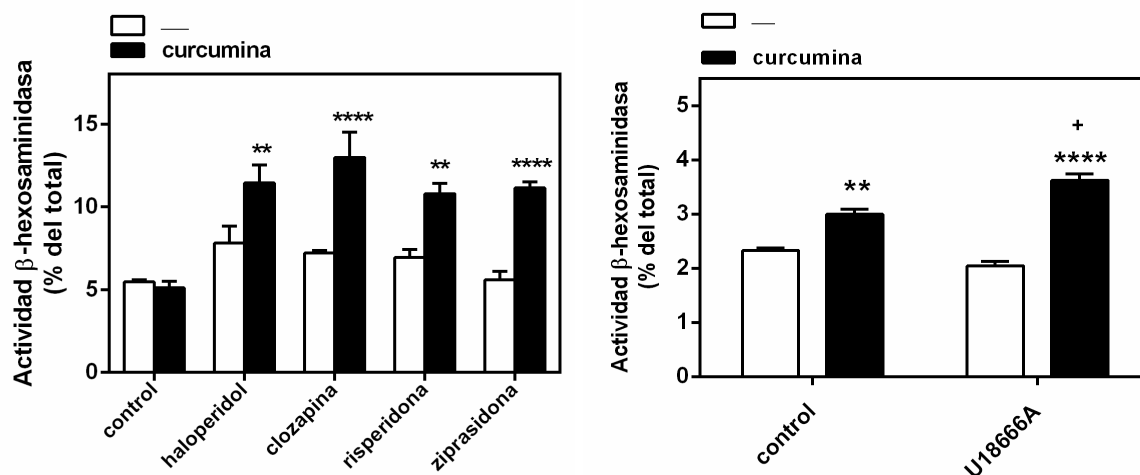 —
curcumina
Actividad β-hexosaminidasa
(% del total)
15
10
5
0
**
****
**
****
control
haloperidol
clozapina
risperidona
ziprasidona
—
curcumina
Actividad β-hexosaminidasa
(% del total)
5
4
3
2
1
0
**
+
****
control
U18666A